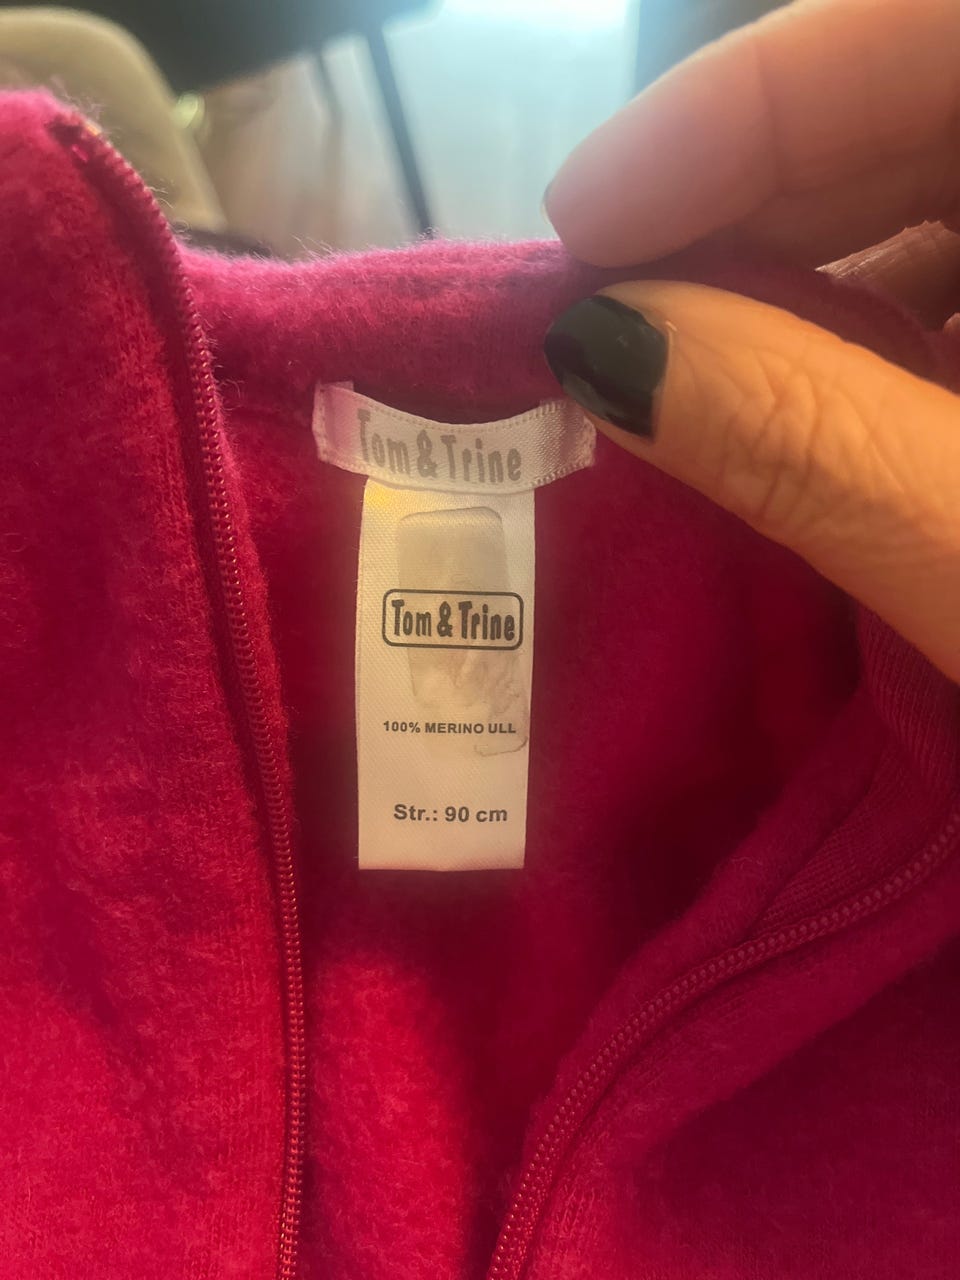 Tom & Trine
Tom & Trine
100% MERINO ULL
Str.: 90 cm